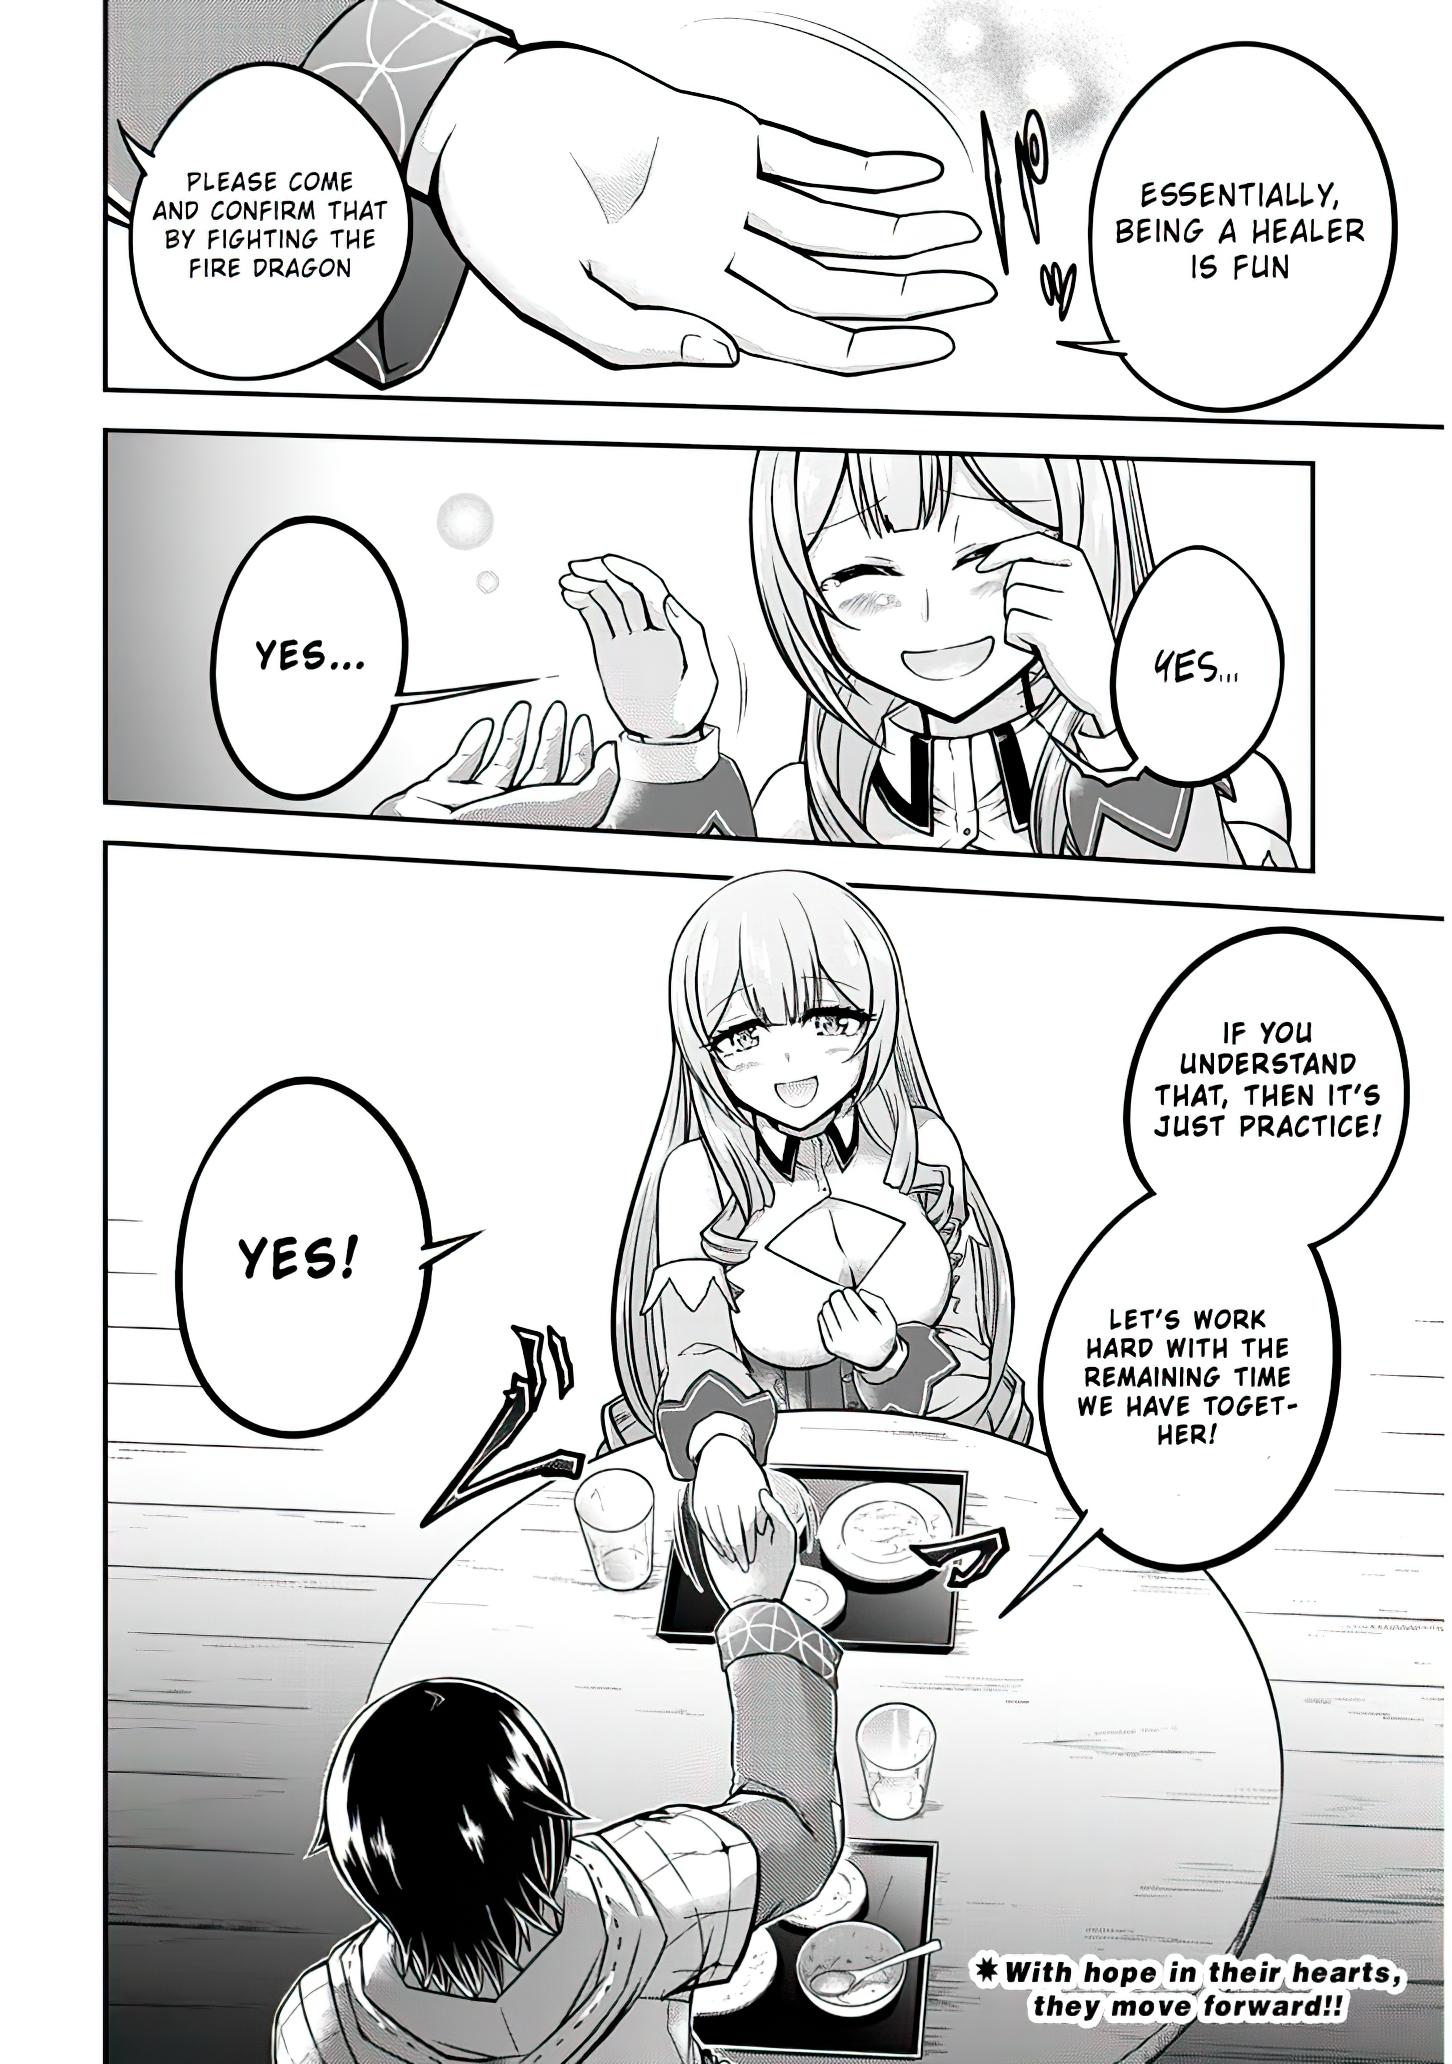 ESSENTIALLY,
BEING A HEALER
IS FUN
パ
PLEASE COME
AND CONFIRM THAT
BY FIGHTING THE
FIRE DRAGON
YES...
YES...
IF YOU
UNDERSTAND
THAT, THEN IT'S
JUST PRACTICE!
LET'S WORK
HARD WITH THE
REMAINING TIME
WE HAVE TOGET-
HER!
YES!
✷With hope in their hearts,
they move forward!!